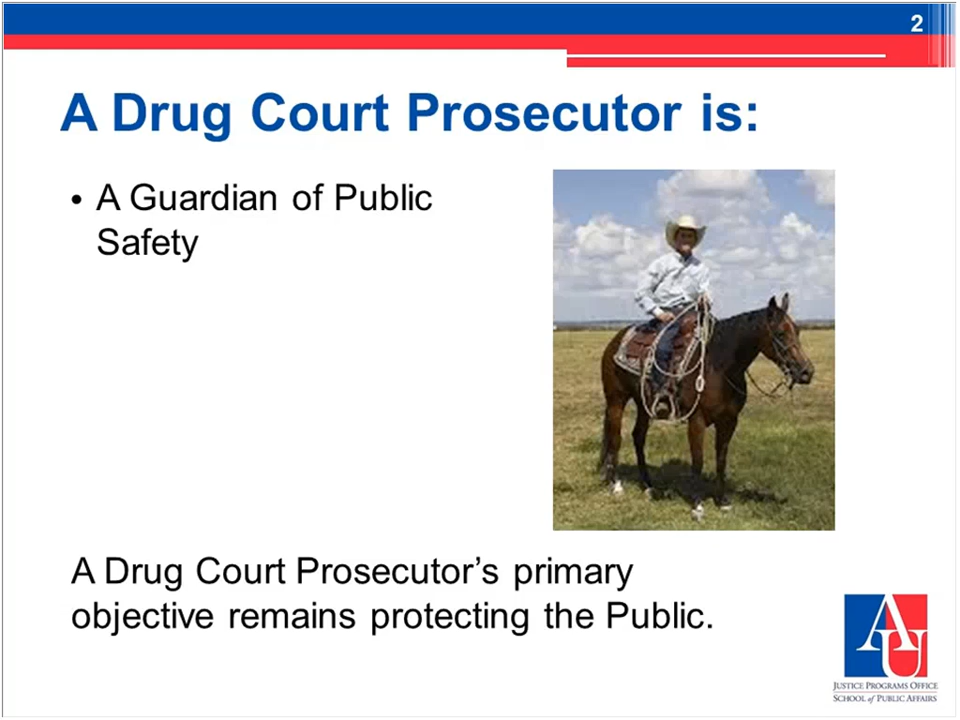 2
A Drug Court Prosecutor is:
• A Guardian of Public
Safety
A Drug Court Prosecutor’s primary
objective remains protecting the Public.
AU
JUSTICE PROGRAMS OFFICE
SCHOOL of PUBLIC AFFAIRS